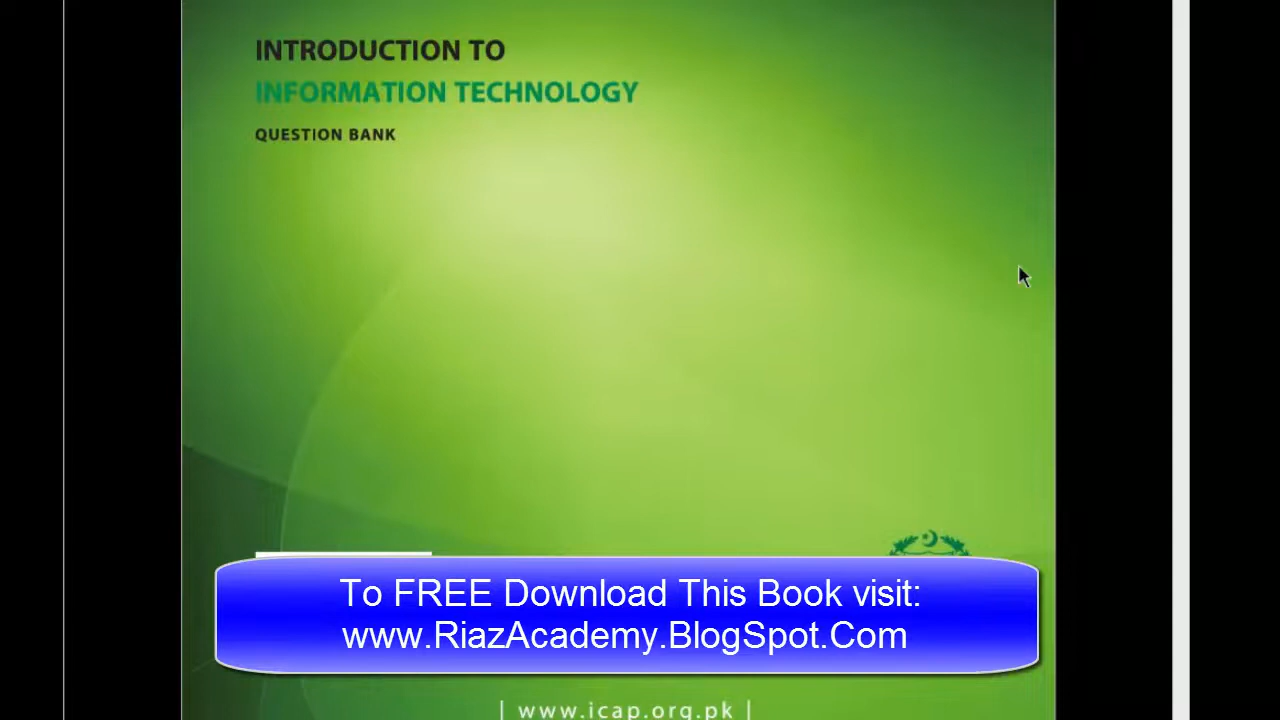 INTRODUCTION TO
INFORMATION TECHNOLOGY
QUESTION BANK
To FREE Download This Book visit:
www.RiazAcademy.BlogSpot.Com
| www.icap.org.pk |